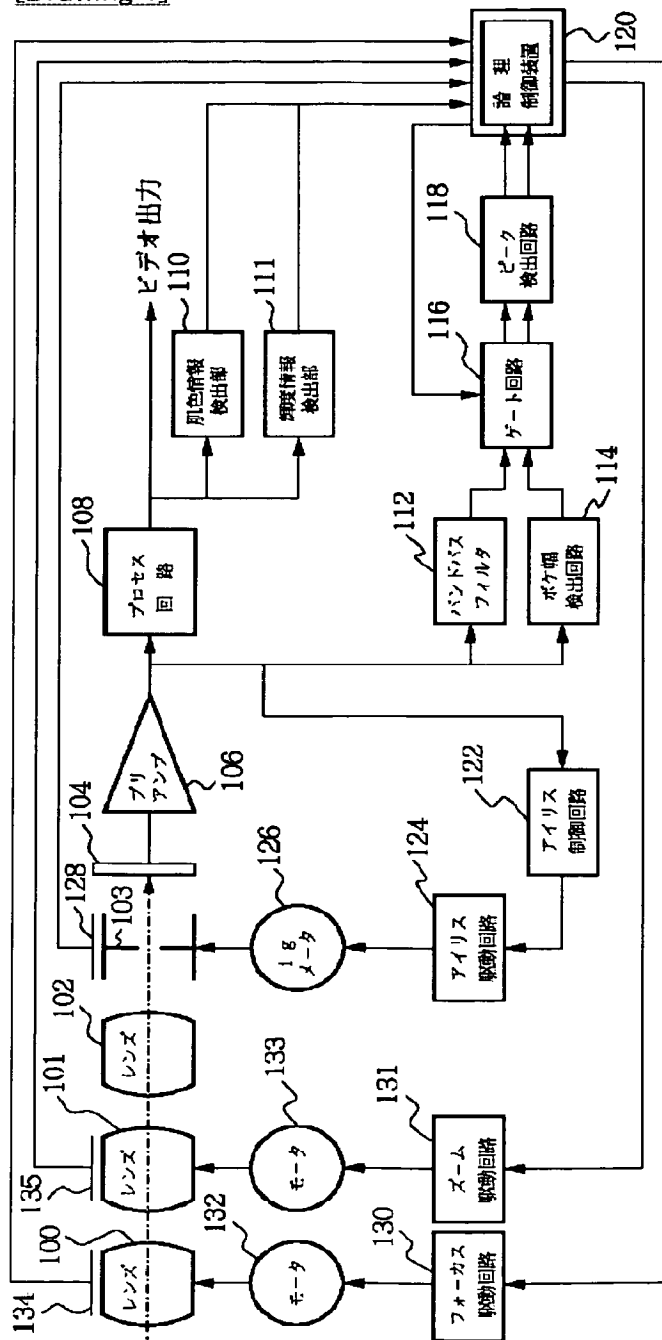 134
100
レンズ
135
101
レンズ
102
レンズ
128
103
104
プリ
アンプ
106
108
プロセス
回路
ビデオ出力
110
肌色情報
検出部
111
輝度情報
検出部
112
バンドパス
フィルタ
ボケ幅
検出回路
114
116
ゲート回路
118
ピーク
検出回路
論理
制御装置
120
132
モータ
133
モータ
126
igメータ
130
フォーカス
駆動回路
131
ズーム
駆動回路
124
アイリス
駆動回路
122
アイリス
制御回路